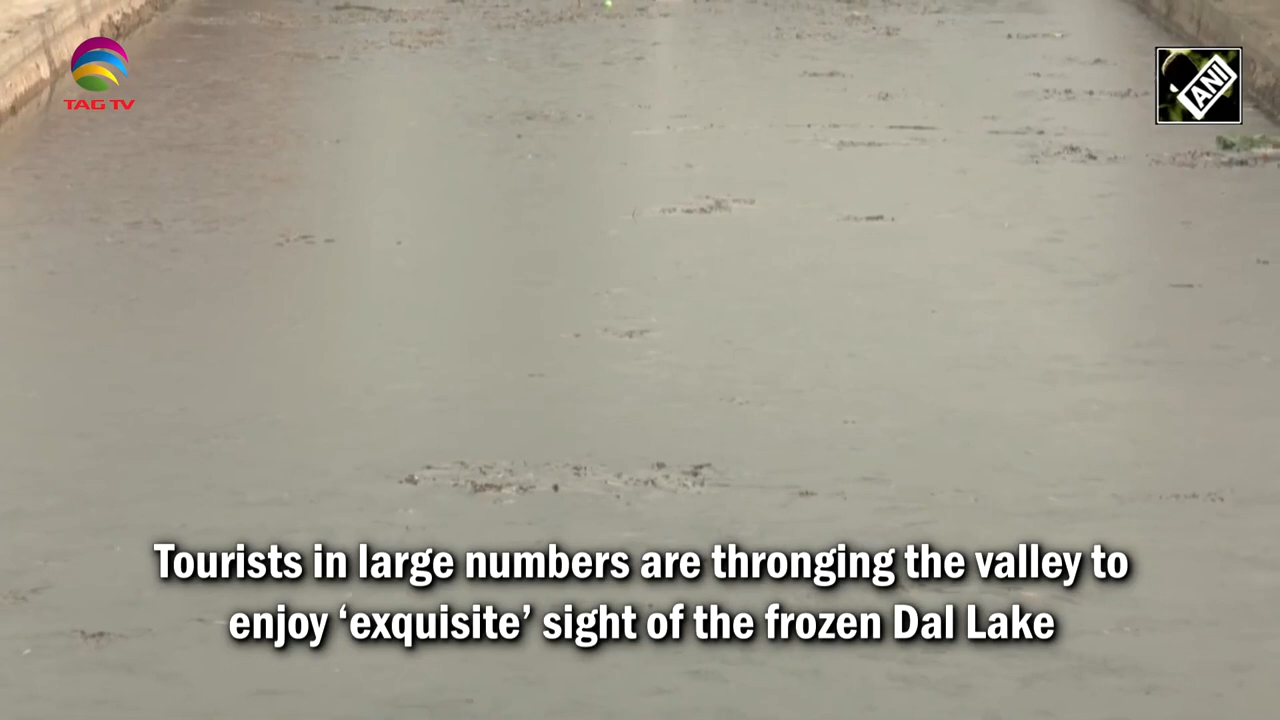 TAG TV
ANI
Tourists in large numbers are thronging the valley to
enjoy ‘exquisite’ sight of the frozen Dal Lake